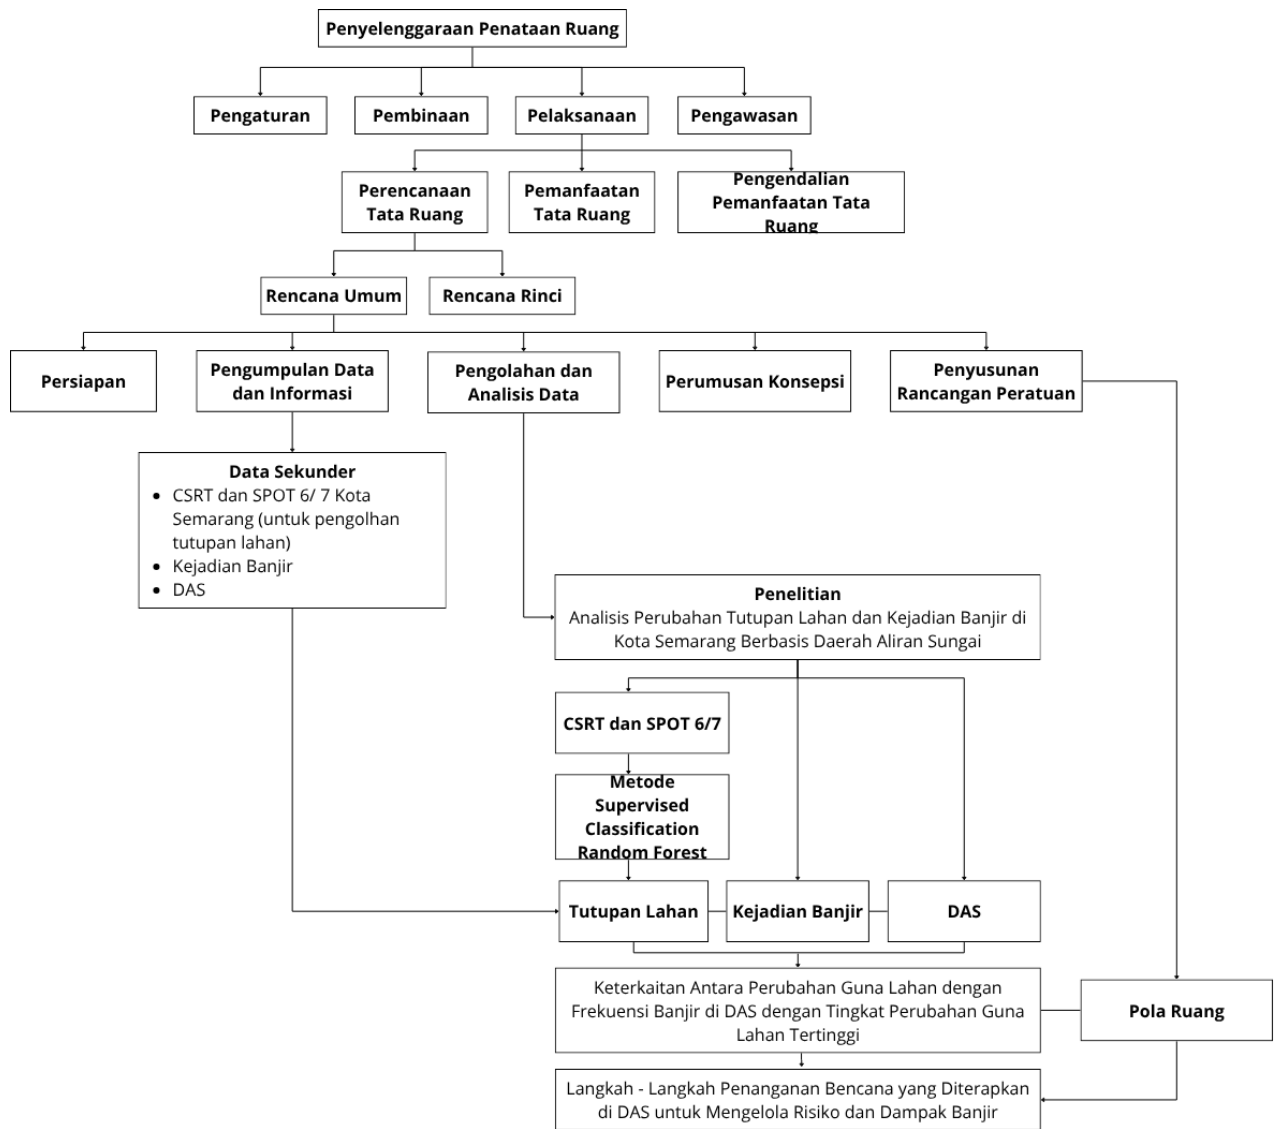 Penyelenggaraan Penataan Ruang
Pengaturan
Pembinaan
Pelaksanaan
Pengawasan
Perencanaan
Tata Ruang
Pemanfaatan
Tata Ruang
Pengendalian
Pemanfaatan Tata
Ruang
Rencana Umum
Rencana Rinci
Persiapan
Pengumpulan Data
dan Informasi
Pengolahan dan
Analisis Data
Perumusan Konsepsi
Penyusunan
Rancangan Peratuan
Data Sekunder
• CSRT dan SPOT 6/ 7 Kota
Semarang (untuk pengolhan
tutupan lahan)
• Kejadian Banjir
• DAS
Penelitian
Analisis Perubahan Tutupan Lahan dan Kejadian Banjir di
Kota Semarang Berbasis Daerah Aliran Sungai
CSRT dan SPOT 6/7
Metode
Supervised
Classification
Random Forest
Tutupan Lahan
Kejadian Banjir
DAS
Keterkaitan Antara Perubahan Guna Lahan dengan
Frekuensi Banjir di DAS dengan Tingkat Perubahan Guna
Lahan Tertinggi
Pola Ruang
Langkah - Langkah Penanganan Bencana yang Diterapkan
di DAS untuk Mengelola Risiko dan Dampak Banjir